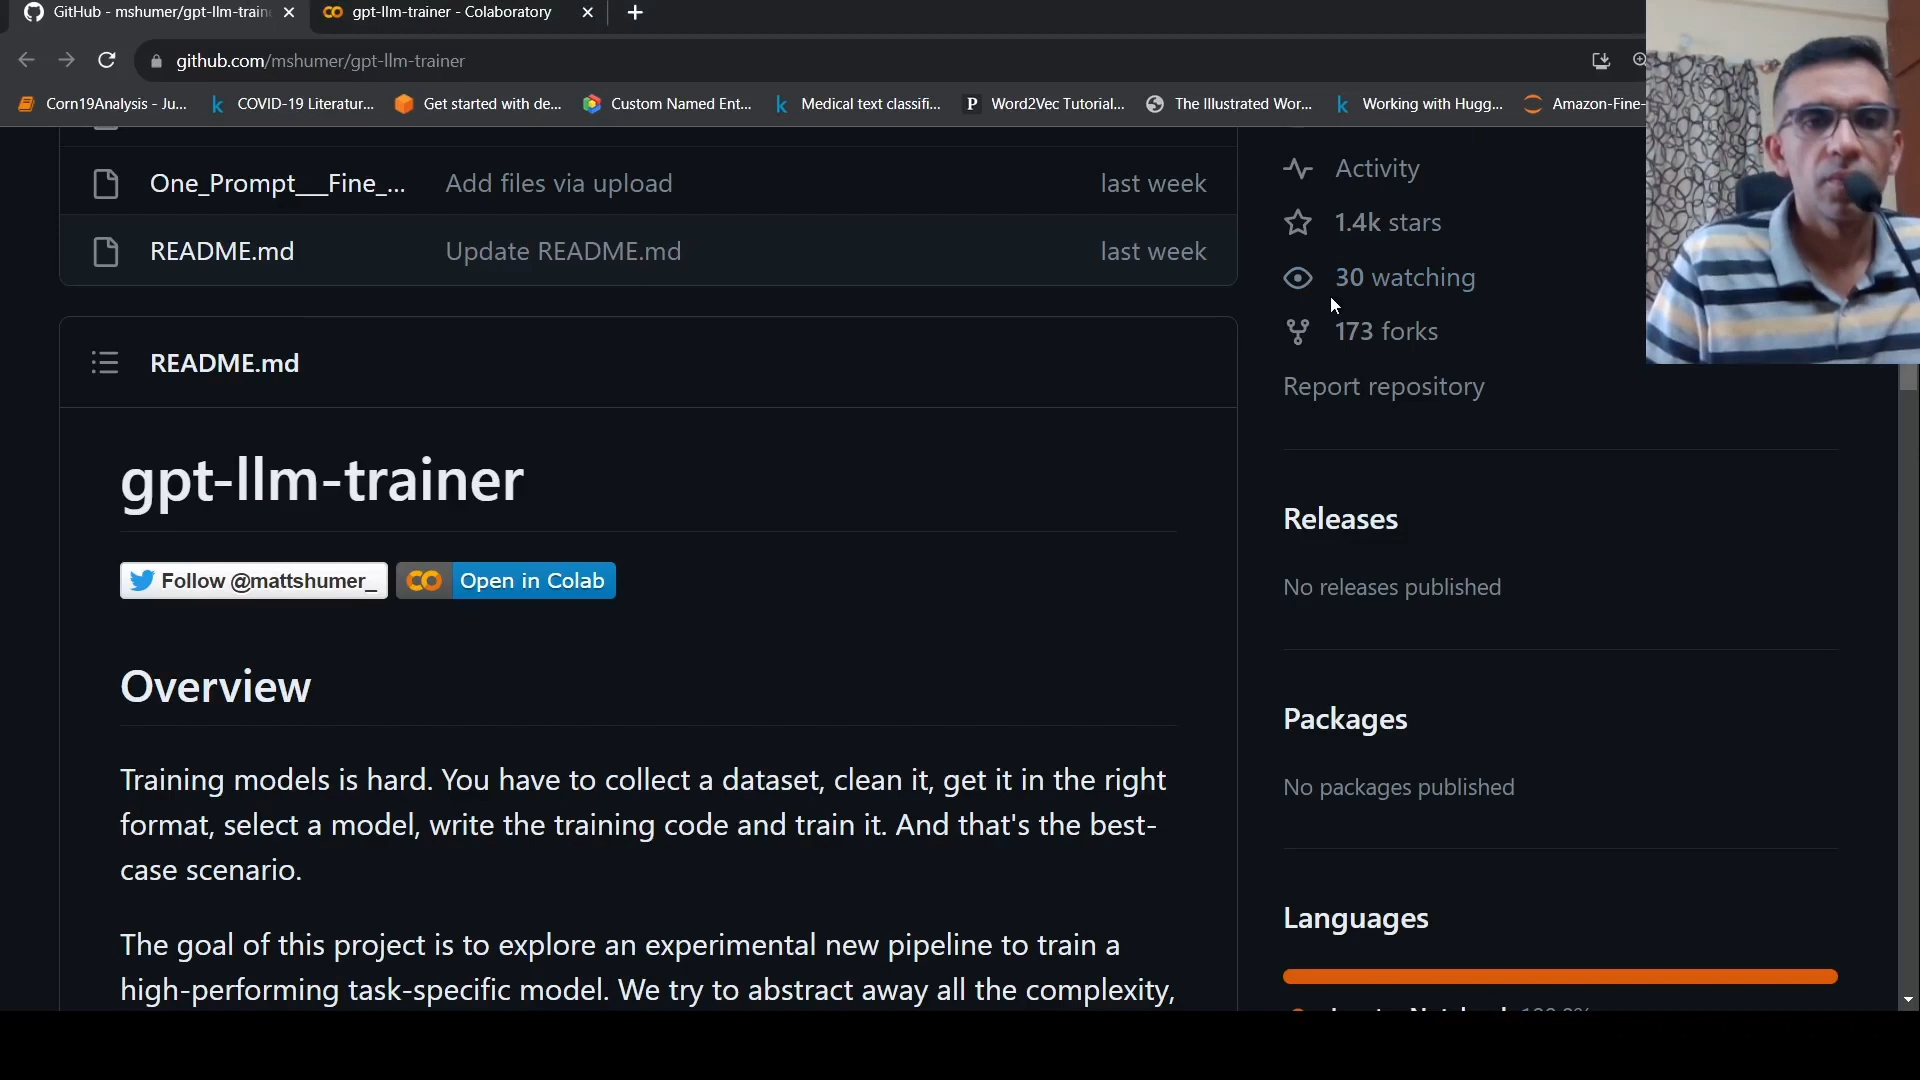 GitHub - mshumer/gpt-llm-train
gpt-llm-trainer - Colaboratory
github.com/mshumer/gpt-llm-trainer
Corn19Analysis - Ju...
COVID-19 Literatur...
Get started with de...
Custom Named Ent...
Medical text classifi...
Word2Vec Tutorial...
The Illustrated Wor...
Working with Hugg...
Amazon-Fine-
One_Prompt___Fine_... Add files via upload last week
README.md Update README.md last week
Activity
1.4k stars
30 watching
173 forks
Report repository
README.md
gpt-llm-trainer
Follow @mattshumer_
Open in Colab
Overview
Training models is hard. You have to collect a dataset, clean it, get it in the right
format, select a model, write the training code and train it. And that's the best-
case scenario.
The goal of this project is to explore an experimental new pipeline to train a
high-performing task-specific model. We try to abstract away all the complexity,
Releases
No releases published
Packages
No packages published
Languages